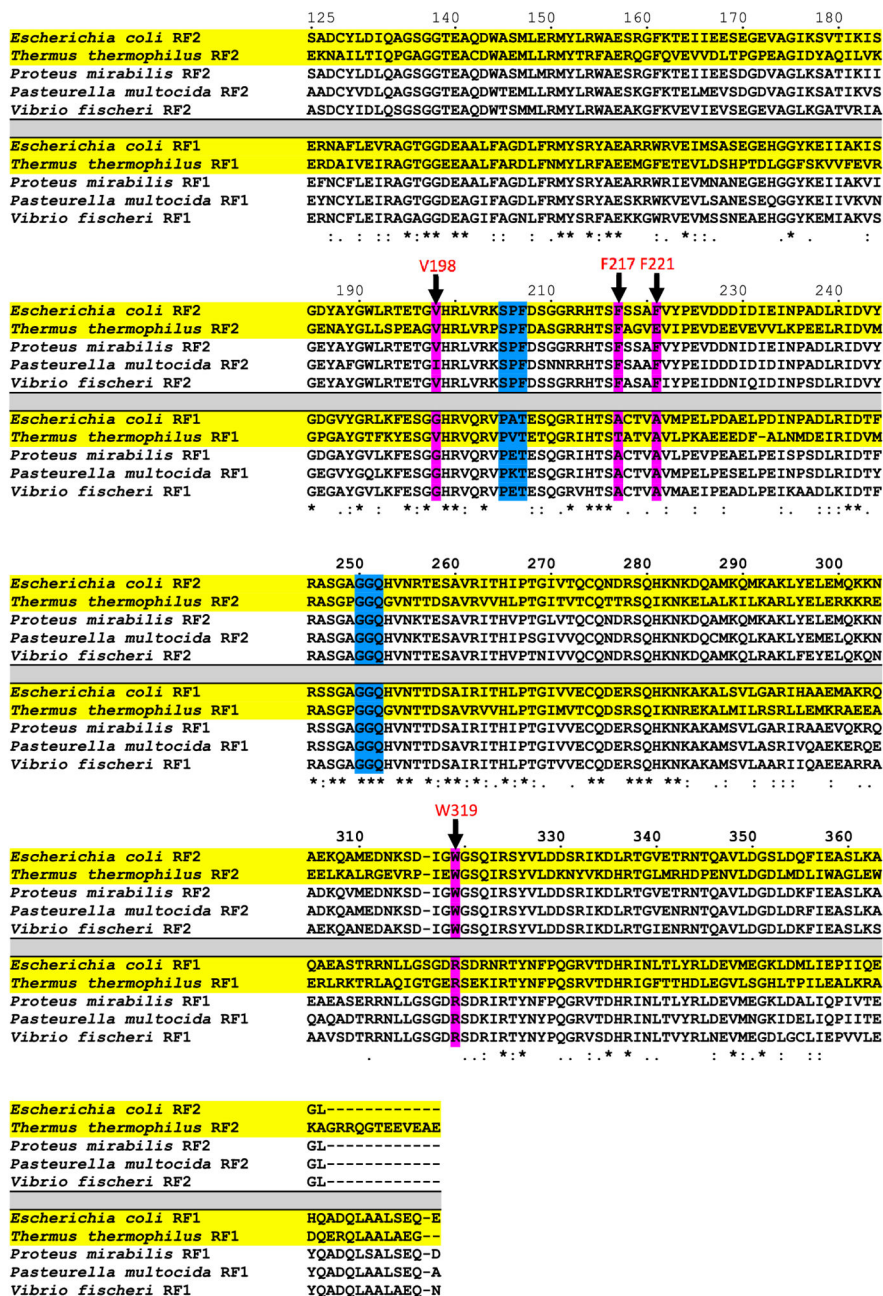 125 140 150 160 170 180
Escherichia coli RF2 SADCYLDIQAGSGGTEAQDWASMLERMYLRWAESRGFKTEIIEESEGEVAGIKSVTIKIS
Thermus thermophilus RF2 EKNAILTIQPGAGGTEACDWAEMLLRMYTRFAERQGFQVEVVDLTPGPEAGIDYAQILVK
Proteus mirabilis RF2 SADCYLDLQAGSGGTEAQDWASMLMRMYLRWAESRGFKTEIIEESDGDVAGLKSATIKII
Pasteurella multocida RF2 AADCYVDLQAGSGGTEAQDWTEMLLRMYLRWAESKGFKTELMEVSDGDVAGIKSATIKVS
Vibrio fischeri RF2 ASDCYIDLQSGSGGTEAQDWTSMMLRMYLRWAEAKGFKVEVIEVSEGEVAGLKGATVRIA
Escherichia coli RF1 ERNAFLEVRAGTGGDEAALFAGDLFRMYSRYAEARRWRVEIMSASEGEHGGYKEIIAKIS
Thermus thermophilus RF1 ERDAIVEIRAGTGGEEAALFARDLFNMYLRFAEEMGFETEVLDSHPTDLGGFSKVVFEVR
Proteus mirabilis RF1 EFNCFLEIRAGTGGDEAALFAGDLFRMYSRYAEARRWRIEVMNANEGEHGGYKEIIAKVI
Pasteurella multocida RF1 EYNCYLEIRAGTGGDEAAIFAGDLFRMYSRYAESKRWKVEVLSANESEQGGYKEIIVKVN
Vibrio fischeri RF1 ERNCFLEIRAGAGGDEAGIFAGNLFRMYSRFAEKKGWRVEVMSSNEAEHGGYKEMIAKVS
V198 F217 F221
190 210 230 240
Escherichia coli RF2 GDYAYGWLRTETGVHRLVRKSPFDSGGRRHTSFSSAFVYPEVDDDIDIEINPADLRIDVY
Thermus thermophilus RF2 GENAYGLLSPEAGVHRLVRPSPFDASGRRHTSFAGVEVIPEVDEEVEVVLKPEELRIDVM
Proteus mirabilis RF2 GEYAYGWLRTETGVHRLVRKSPFDSGGRRHTSFSSAFVYPEVDDNIDIEINPADLRIDVY
Pasteurella multocida RF2 GEYAFGWLRTETGIHRLVRKSPFDSNNRRHTSFSAAFVYPEIDDDIDIEINPADLRIDVY
Vibrio fischeri RF2 GEYAYGWLRTETGVHRLVRKSPFDSSGRRHTSFASAFIYPEIDDNIQIDINPSDLRIDVY
Escherichia coli RF1 GDGVYGRLKFESGGHRVQRVPATESQGRIHTSACTVAVMPELPDAELPDINPADLRIDTF
Thermus thermophilus RF1 GPGAYGTFKYESGVHRVQRVPVTETQGRIHTSTATVAVLPKAEEEDF-ALNMDEIRIDVM
Proteus mirabilis RF1 GDGAYGVLKFESGGHRVQRVPETESQGRIHTSACTVAVLPEVPEAELPEISPSDLRIDTF
Pasteurella multocida RF1 GEGVYGQLKFESGGHRVQRVPKTESQGRIHTSACTVAVMPELPESELPEINPSDLRIDTY
Vibrio fischeri RF1 GEGAYGVLKFESGGHRVQRVPETESQGRVHTSACTVAVMAEIPEADLPEIKAADLKIDTF
250 260 270 280 290 300
Escherichia coli RF2 RASGAGGQHVNRTESAVRITHIPTGIVTQCQNDRSQHKNKDQAMKQMKAKLYELEMQKKN
Thermus thermophilus RF2 RASGPGGQGVNTTDSAVRVVHLPTGITVTCQTTRSQIKNKELALKILKARLYELERKKRE
Proteus mirabilis RF2 RASGAGGQHVNKTESAVRITHVPTGLVTQCQNDRSQHKNKDQAMKQMKAKLYELEMQKKN
Pasteurella multocida RF2 RASGAGGQHVNKTESAVRITHIPSGIVVQCQNDRSQHKNKDQCMKQLKAKLYEMELQKKN
Vibrio fischeri RF2 RASGAGGQHVNTTESAVRITHVPTNIVVQCQNDRSQHKNKDQAMKQLRAKLFEYELQKQN
Escherichia coli RF1 RSSGAGGQHVNTTDSAIRITHLPTGIVVECQDERSQHKNKAKALSVLGARIHAAEMAKRQ
Thermus thermophilus RF1 RASGPGGQGVNTTDSAVRVVHLPTGIMVTCQDSRSQIKNREKALMILRSRLLEMKRAEEA
Proteus mirabilis RF1 RSSGAGGQHVNTTDSAIRITHLPTGIVVECQDERSQHKNKAKAMSVLGARIRAAEVQKRQ
Pasteurella multocida RF1 RSSGAGGQHVNTTDSAIRITHIPTGIVVECQDERSQHKNKAKAMSVLASRIVQAEKERQE
Vibrio fischeri RF1 RASGAGGQHVNTTDSAIRITHLPTGTVVECQDERSQHKNKAKAMSVLAARIIQAEEARRA
W319
310 330 340 350 360
Escherichia coli RF2 AEKQAMEDNKSD-IGWGSQIRSYVLDDSRIKDLRTGVETRNTQAVLDGSLDQFIEASLKA
Thermus thermophilus RF2 EELKALRGEVRP-IEWGSQIRSYVLDKNYVKDHRTGLMRHDPENVLDGDLMDLIWAGLEW
Proteus mirabilis RF2 ADKQVMEDNKSD-IGWGSQIRSYVLDDSRIKDLRTGVETRNTQAVLDGDLDKFIEASLKA
Pasteurella multocida RF2 ADKQAMEDNKSD-IGWGSQIRSYVLDDSRIKDLRTGVENRNTQAVLDGDLDRFIEASLKA
Vibrio fischeri RF2 AEKQANEDAKSD-IGWGSQIRSYVLDDSRIKDLRTGIENRNTQAVLDGDLDKFIEASLKS
Escherichia coli RF1 QAEASTRRNLLGSGDRSDRNRTYNFPQGRVTDHRINLTLYRLDEVMEGKLDMLIEPIIQE
Thermus thermophilus RF1 ERLRKTRLAQIGTGERSEKIRTYNFPQSRVTDHRIGFTTHDLEGVLSGHLTPILEALKRA
Proteus mirabilis RF1 EAEASERRNLLGSGDRSDRIRTYNFPQGRVTDHRINLTLYRLDEVMEGKLDALIQPIVTE
Pasteurella multocida RF1 QAQADTRRNLLGSGDRSDKIRTYNYPQGRVTDHRINLTVYRLDEVMNGKIDELIQPIITE
Vibrio fischeri RF1 AAVSDTRRNLLGSGDRSDRIRTYNYPQGRVSDHRINLTVYRLNEVMEGDLGCLIEPVVLE
Escherichia coli RF2 GL------------
Thermus thermophilus RF2 KAGRRQGTEEVEAE
Proteus mirabilis RF2 GL------------
Pasteurella multocida RF2 GL------------
Vibrio fischeri RF2 GL------------
Escherichia coli RF1 HQADQLAALSEQ-E
Thermus thermophilus RF1 DQERQLAALAEG--
Proteus mirabilis RF1 YQADQLSALSEQ-D
Pasteurella multocida RF1 YQADQLAALSEQ-A
Vibrio fischeri RF1 YQADQLAALAEQ-N